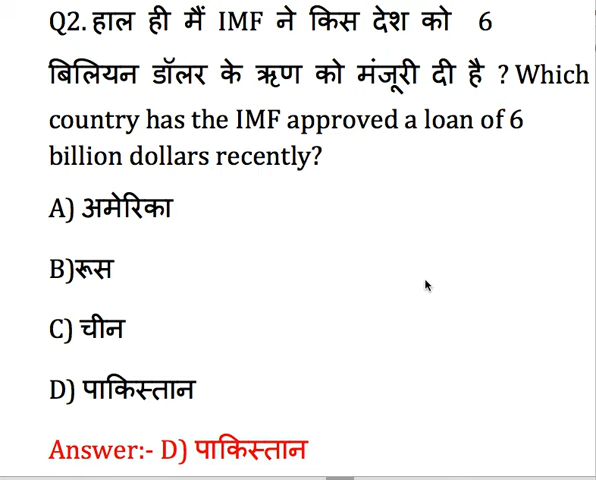 Q2. हाल ही मैं IMF ने किस देश को 6
बिलियन डॉलर के ऋण को मंजूरी दी है ? Which
country has the IMF approved a loan of 6
billion dollars recently?
A) अमेरिका
B)रूस
C) चीन
D) पाकिस्तान
Answer:- D) पाकिस्तान